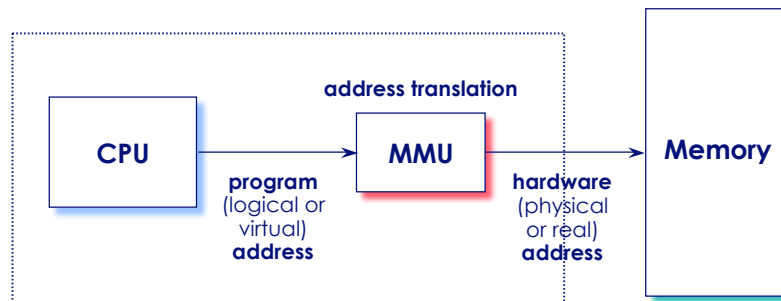 address translation
CPU
MMU
Memory
program
(logical or
virtual)
address
hardware
(physical
or real)
address